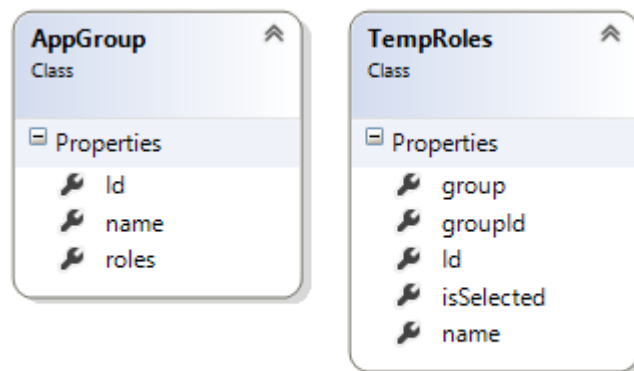 AppGroup
Class
Properties
Id
name
roles
TempRoles
Class
Properties
group
groupId
Id
isSelected
name